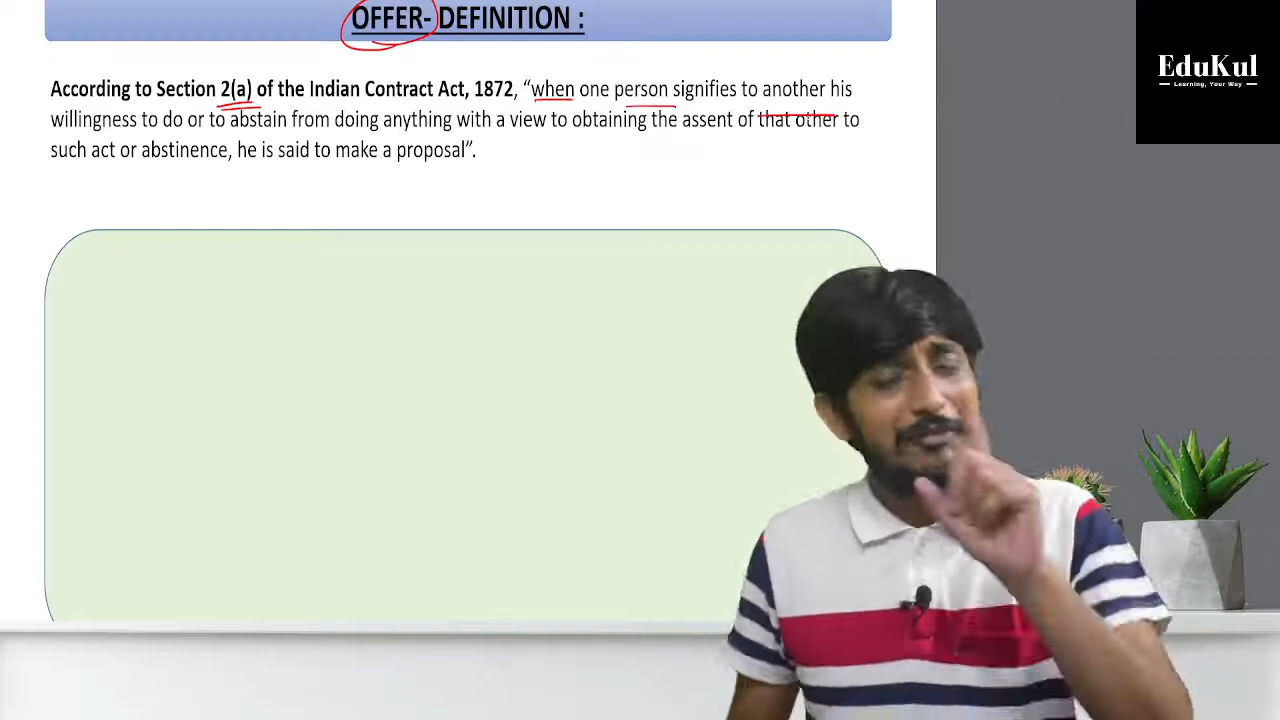 OFFER- DEFINITION :
According to Section 2(a) of the Indian Contract Act, 1872, “when one person signifies to another his
willingness to do or to abstain from doing anything with a view to obtaining the assent of that other to
such act or abstinence, he is said to make a proposal”.
EduKul
Learning, Your Way